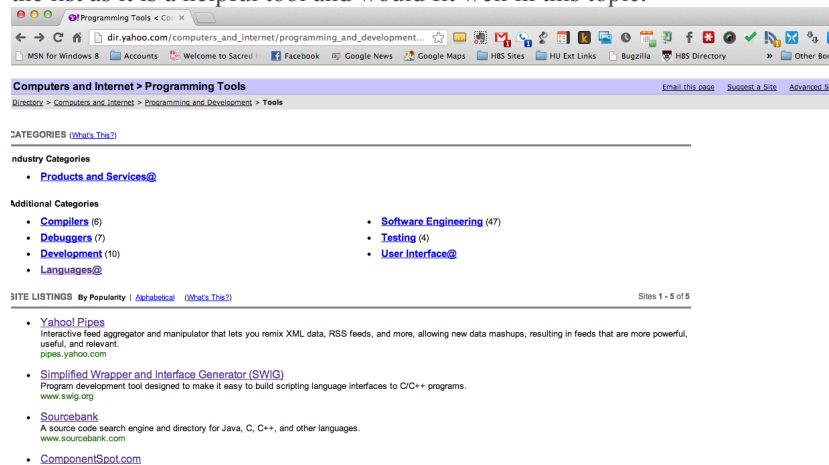 the list as it is a helpful tool and would fit well in this topic.
Y! Programming Tools < Con ×
dir.yahoo.com/computers_and_internet/programming_and_development...
MSN for Windows 8 Accounts Welcome to Sacred H Facebook Google News Google Maps HBS Sites HU Ext Links Bugzilla HBS Directory » Other Boo
Computers and Internet > Programming Tools Email this page Suggest a Site Advanced S
Directory > Computers and Internet > Programming and Development > Tools
CATEGORIES (What's This?)
ndustry Categories
• Products and Services@
Additional Categories
• Compilers (6)
• Debuggers (7)
• Development (10)
• Languages@
• Software Engineering (47)
• Testing (4)
• User Interface@
SITE LISTINGS By Popularity | Alphabetical (What's This?) Sites 1 - 5 of 5
• Yahoo! Pipes
Interactive feed aggregator and manipulator that lets you remix XML data, RSS feeds, and more, allowing new data mashups, resulting in feeds that are more powerful,
useful, and relevant.
pipes.yahoo.com
• Simplified Wrapper and Interface Generator (SWIG)
Program development tool designed to make it easy to build scripting language interfaces to C/C++ programs.
www.swig.org
• Sourcebank
A source code search engine and directory for Java, C, C++, and other languages.
www.sourcebank.com
• ComponentSpot.com